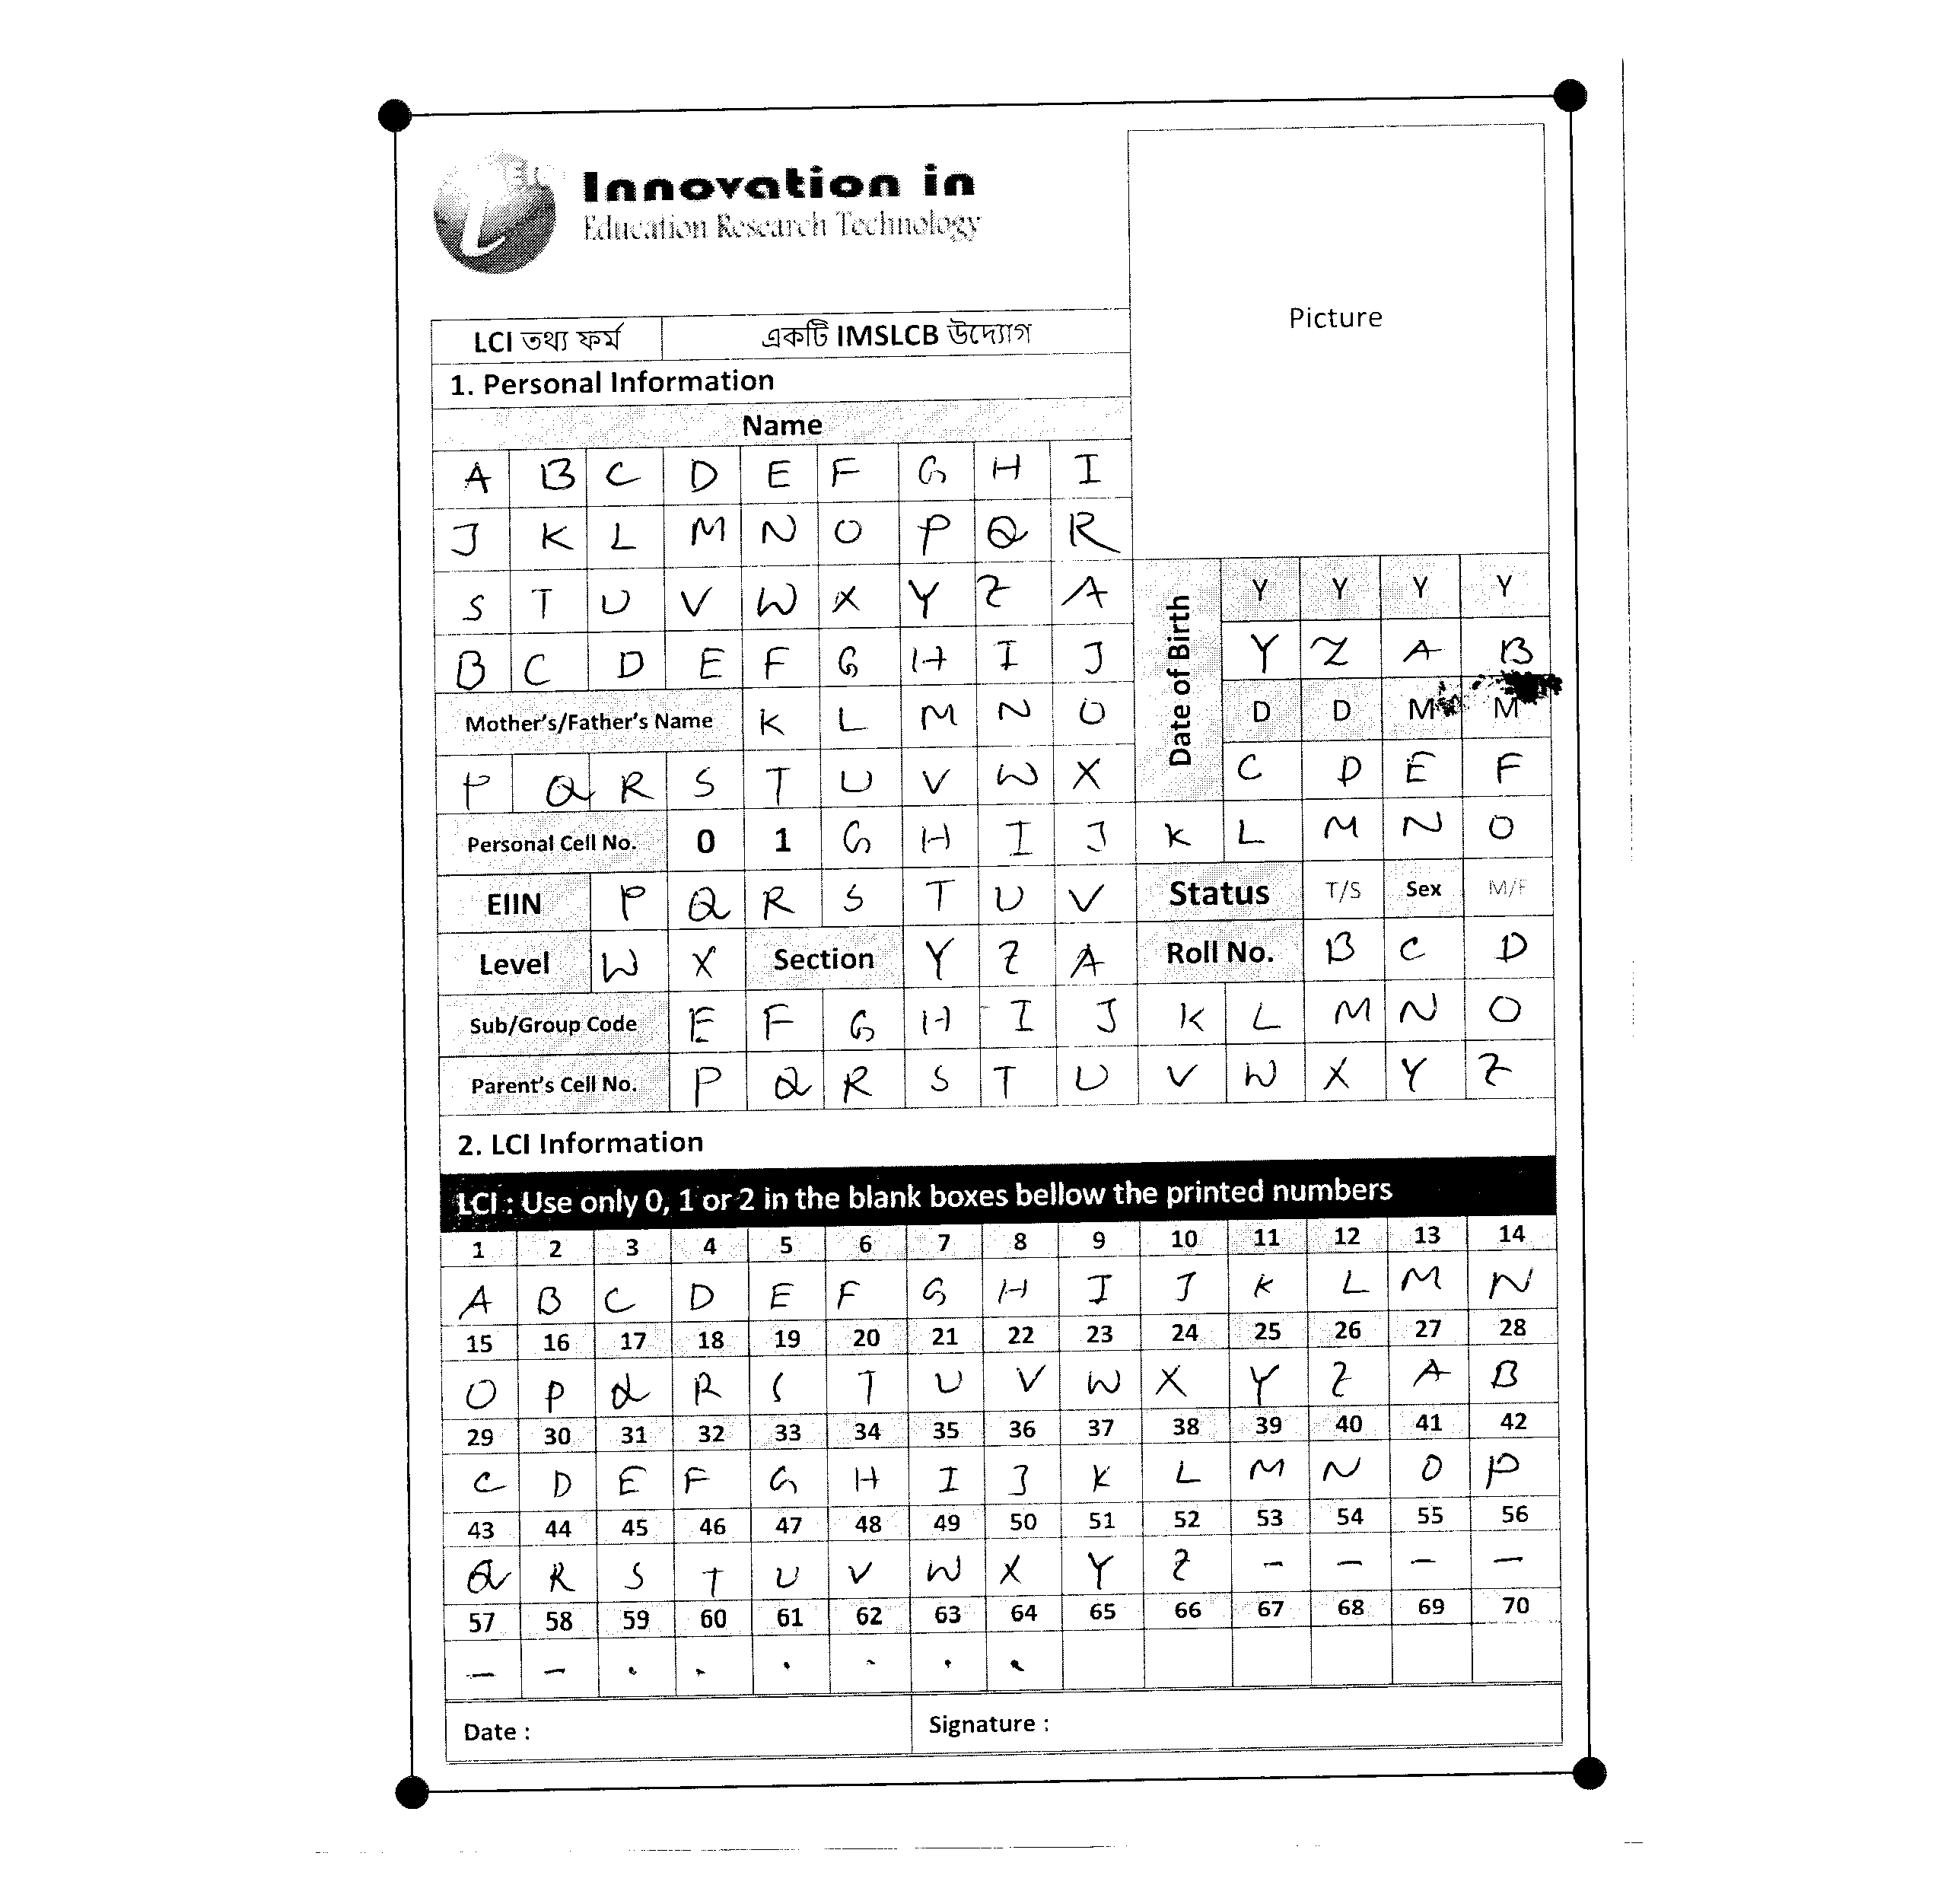 Innovation in
Education Research Technology
Picture
LCI তথ্য ফর্ম একটি IMSLCB উদ্যোগ
1. Personal Information
Name
A B C D E F G H I
J K L M N O P Q R
S T U V W X Y Z A
B C D E F G H I J
Mother's/Father's Name K L M N O
P Q R S T U V W X
Date of Birth
Y Y Y Y
Y Z A B
D D M M
C D E F
Personal Cell No. 0 1 G H I J K L M N O
EIIN P Q R S T U V Status T/S Sex M/F
Level W X Section Y Z A Roll No. B C D
Sub/Group Code E F G H I J K L M N O
Parent's Cell No. P Q R S T U V W X Y Z
2. LCI Information
LCI : Use only 0, 1 or 2 in the blank boxes bellow the printed numbers
1 2 3 4 5 6 7 8 9 10 11 12 13 14
A B C D E F G H I J K L M N
15 16 17 18 19 20 21 22 23 24 25 26 27 28
O P Q R S T U V W X Y Z A B
29 30 31 32 33 34 35 36 37 38 39 40 41 42
C D E F G H I J K L M N O P
43 44 45 46 47 48 49 50 51 52 53 54 55 56
Q R S T U V W X Y Z - - - -
57 58 59 60 61 62 63 64 65 66 67 68 69 70
- - . . . . . .
Date : Signature :